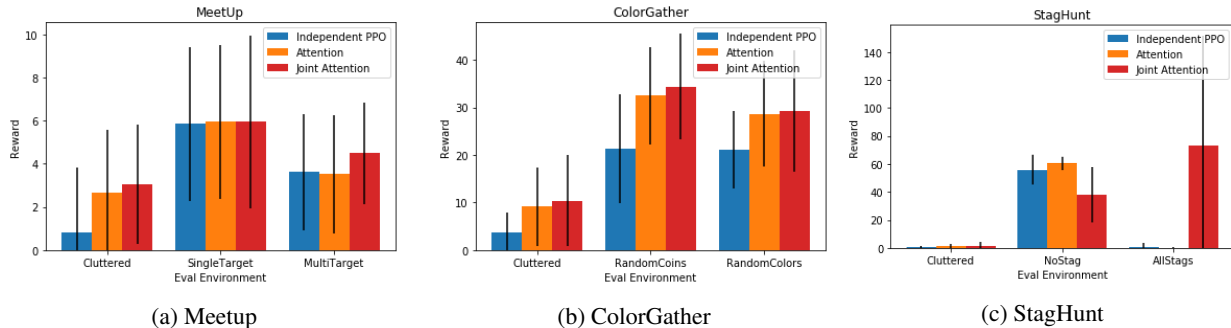 MeetUp
10
8
6
4
2
0
Reward
Independent PPO
Attention
Joint Attention
Cluttered
SingleTarget
MultiTarget
Eval Environment
(a) Meetup
ColorGather
40
30
20
10
0
Reward
Independent PPO
Attention
Joint Attention
Cluttered
RandomCoins
RandomColors
Eval Environment
(b) ColorGather
StagHunt
140
120
100
80
60
40
20
0
Reward
Independent PPO
Attention
Joint Attention
Cluttered
NoStag
AllStags
Eval Environment
(c) StagHunt